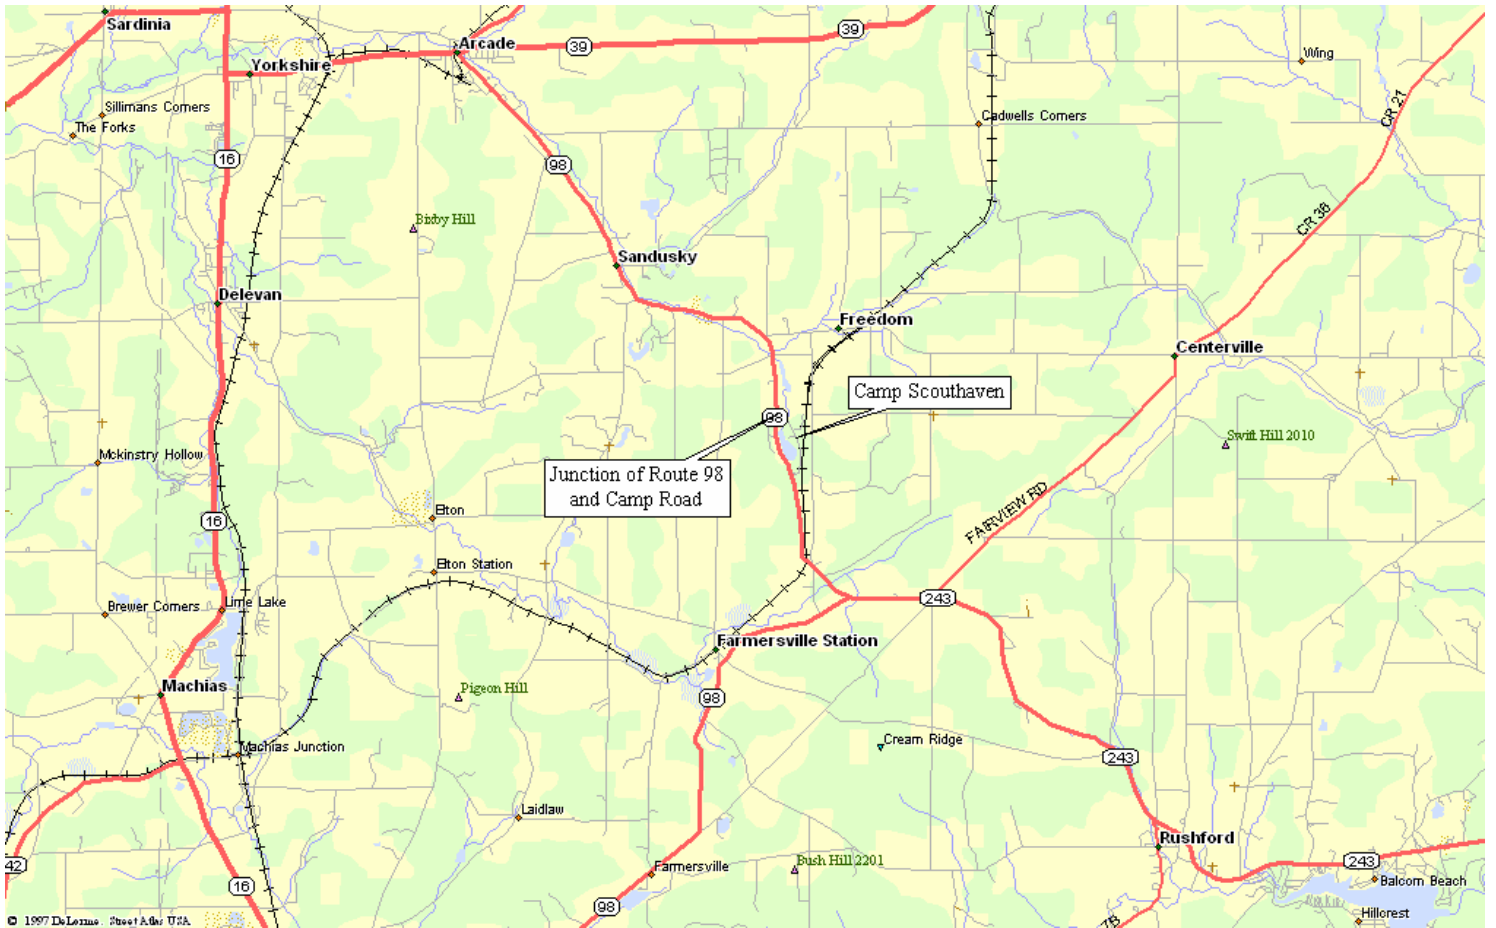 Sardinia
Arcade
39
39
Yorkshire
Wing
Sillimans Corners
The Forks
Cadwells Corners
CR 21
16
98
Bixby Hill
CR 36
Sandusky
Delevan
Freedom
Centerville
Camp Scouthaven
98
Swift Hill 2010
Mckinstry Hollow
Junction of Route 98
and Camp Road
Elton
16
FAIRVIEW RD
Elton Station
Brewer Corners
Lime Lake
243
Farmersville Station
Machias
Pigeon Hill
98
Machias Junction
Cream Ridge
243
Laidlaw
Rushford
42
Farmersville
Bush Hill 2201
243
16
98
Balcom Beach
Hillcrest
7B
© 1997 DeLorme. Street Atlas USA